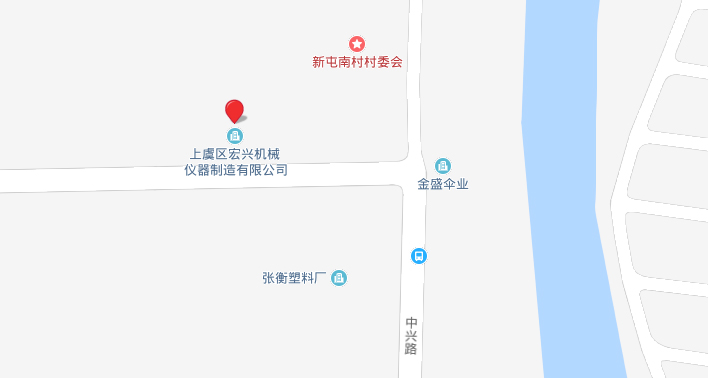 新屯南村村委会
上虞区宏兴机械
仪器制造有限公司
金盛伞业
张衡塑料厂
中兴路